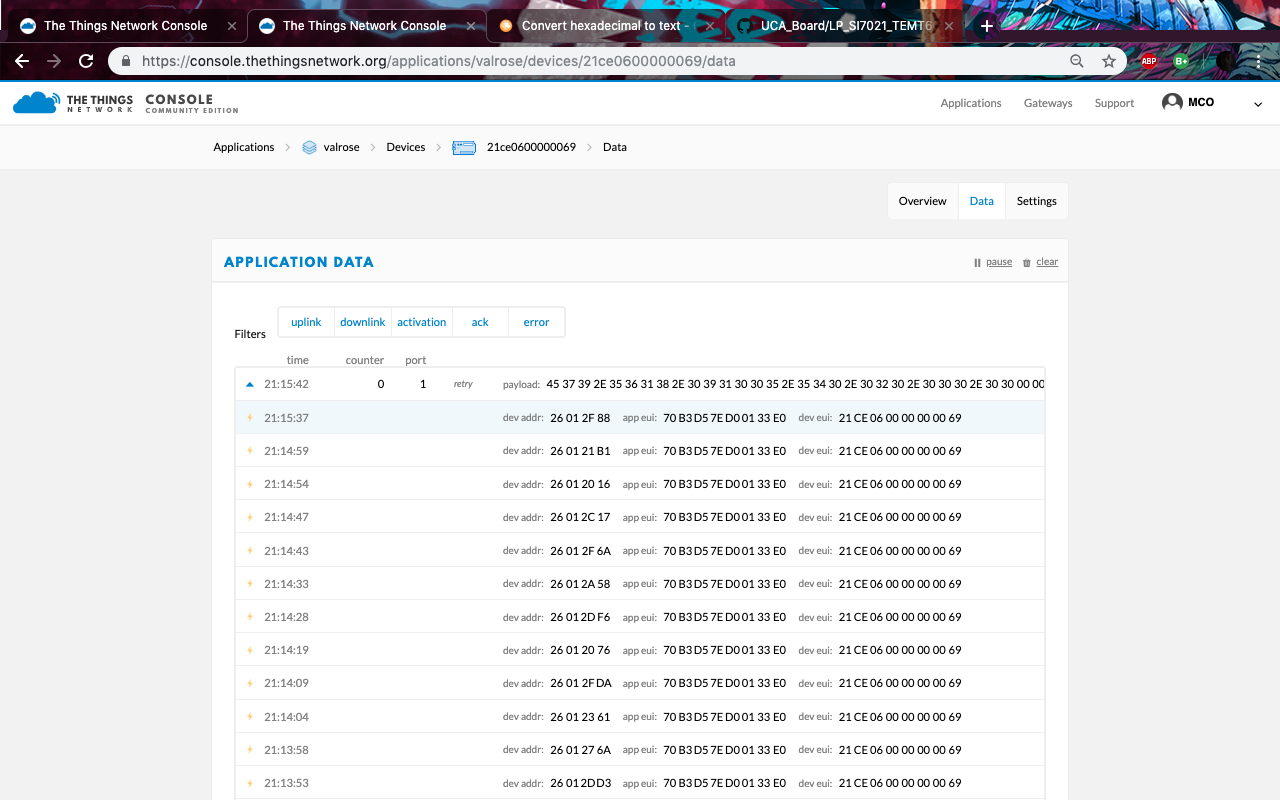 The Things Network Console The Things Network Console Convert hexadecimal to text - UCA_Board/LP_SI7021_TEMT6
https://console.thethingsnetwork.org/applications/valrose/devices/21ce0600000069/data ABP B+
THE THINGS NETWORK CONSOLE COMMUNITY EDITION Applications Gateways Support MCO
Applications valrose Devices 21ce0600000069 Data
Overview Data Settings
APPLICATION DATA pause clear
Filters uplink downlink activation ack error
time counter port
21:15:42 0 1 retry payload: 45 37 39 2E 35 36 31 38 2E 30 39 31 30 30 35 2E 35 34 30 2E 30 32 30 2E 30 30 30 2E 30 30 00 00
21:15:37 dev addr: 26 01 2F 88 app eui: 70 B3 D5 7E D0 01 33 E0 dev eui: 21 CE 06 00 00 00 00 69
21:14:59 dev addr: 26 01 21 B1 app eui: 70 B3 D5 7E D0 01 33 E0 dev eui: 21 CE 06 00 00 00 00 69
21:14:54 dev addr: 26 01 20 16 app eui: 70 B3 D5 7E D0 01 33 E0 dev eui: 21 CE 06 00 00 00 00 69
21:14:47 dev addr: 26 01 2C 17 app eui: 70 B3 D5 7E D0 01 33 E0 dev eui: 21 CE 06 00 00 00 00 69
21:14:43 dev addr: 26 01 2F 6A app eui: 70 B3 D5 7E D0 01 33 E0 dev eui: 21 CE 06 00 00 00 00 69
21:14:33 dev addr: 26 01 2A 58 app eui: 70 B3 D5 7E D0 01 33 E0 dev eui: 21 CE 06 00 00 00 00 69
21:14:28 dev addr: 26 01 2D F6 app eui: 70 B3 D5 7E D0 01 33 E0 dev eui: 21 CE 06 00 00 00 00 69
21:14:19 dev addr: 26 01 20 76 app eui: 70 B3 D5 7E D0 01 33 E0 dev eui: 21 CE 06 00 00 00 00 69
21:14:09 dev addr: 26 01 2F DA app eui: 70 B3 D5 7E D0 01 33 E0 dev eui: 21 CE 06 00 00 00 00 69
21:14:04 dev addr: 26 01 23 61 app eui: 70 B3 D5 7E D0 01 33 E0 dev eui: 21 CE 06 00 00 00 00 69
21:13:58 dev addr: 26 01 27 6A app eui: 70 B3 D5 7E D0 01 33 E0 dev eui: 21 CE 06 00 00 00 00 69
21:13:53 dev addr: 26 01 2D D3 app eui: 70 B3 D5 7E D0 01 33 E0 dev eui: 21 CE 06 00 00 00 00 69